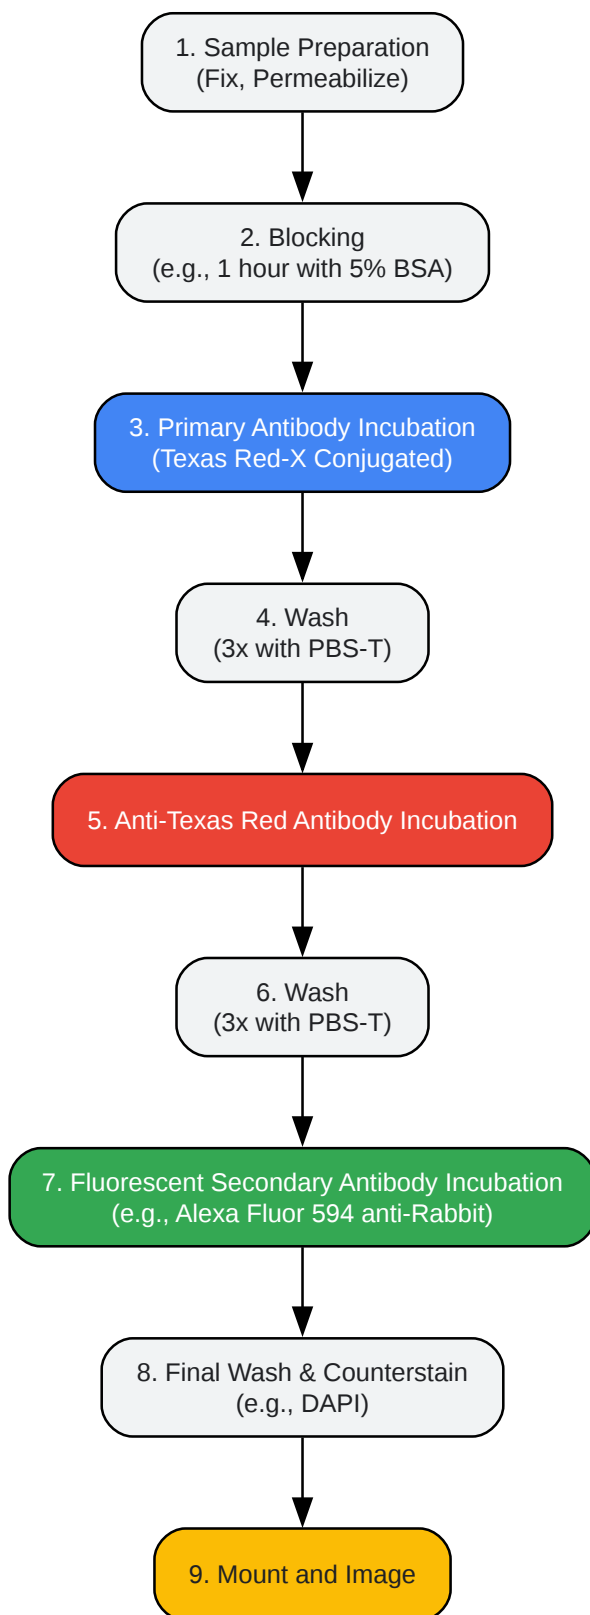 1. Sample Preparation
(Fix, Permeabilize)
2. Blocking
(e.g., 1 hour with 5% BSA)
3. Primary Antibody Incubation
(Texas Red-X Conjugated)
4. Wash
(3x with PBS-T)
5. Anti-Texas Red Antibody Incubation
6. Wash
(3x with PBS-T)
7. Fluorescent Secondary Antibody Incubation
(e.g., Alexa Fluor 594 anti-Rabbit)
8. Final Wash & Counterstain
(e.g., DAPI)
9. Mount and Image